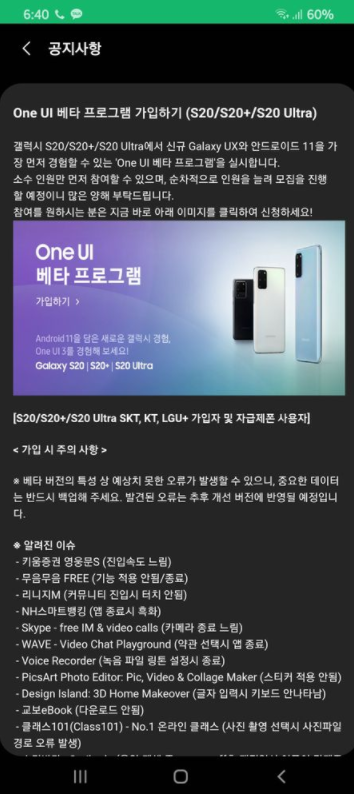 6:40 60%
공지사항
One UI 베타 프로그램 가입하기 (S20/S20+/S20 Ultra)
갤럭시 S20/S20+/S20 Ultra에서 신규 Galaxy UX와 안드로이드 11을 가
장 먼저 경험할 수 있는 'One UI 베타 프로그램'을 실시합니다.
소수 인원만 먼저 참여할 수 있으며, 순차적으로 인원을 늘려 모집을 진행
할 예정이니 많은 양해 부탁드립니다.
참여를 원하시는 분은 지금 바로 아래 이미지를 클릭하여 신청하세요!
One UI
베타 프로그램
가입하기 >
Android 11을 담은 새로운 갤럭시 경험,
One UI 3를 경험해 보세요!
Galaxy S20 | S20+ | S20 Ultra
[S20/S20+/S20 Ultra SKT, KT, LGU+ 가입자 및 자급제폰 사용자]
< 가입 시 주의 사항 >
※ 베타 버전의 특성 상 예상치 못한 오류가 발생할 수 있으니, 중요한 데이터
는 반드시 백업해 주세요. 발견된 오류는 추후 개선 버전에 반영될 예정입니
다.
※ 알려진 이슈
- 키움증권 영웅문S (진입속도 느림)
- 무음무음 FREE (기능 적용 안됨/종료)
- 리니지M (커뮤니티 진입시 터치 안됨)
- NH스마트뱅킹 (앱 종료시 흑화)
- Skype - free IM & video calls (카메라 종료 느림)
- WAVE - Video Chat Playground (약관 선택시 앱 종료)
- Voice Recorder (녹음 파일 링톤 설정시 종료)
- PicsArt Photo Editor: Pic, Video & Collage Maker (스티커 적용 안됨)
- Design Island: 3D Home Makeover (글자 입력시 키보드 안나타남)
- 교보eBook (다운로드 안됨)
- 클래스101(Class101) - No.1 온라인 클래스 (사진 촬영 선택시 사진파일
경로 오류 발생)